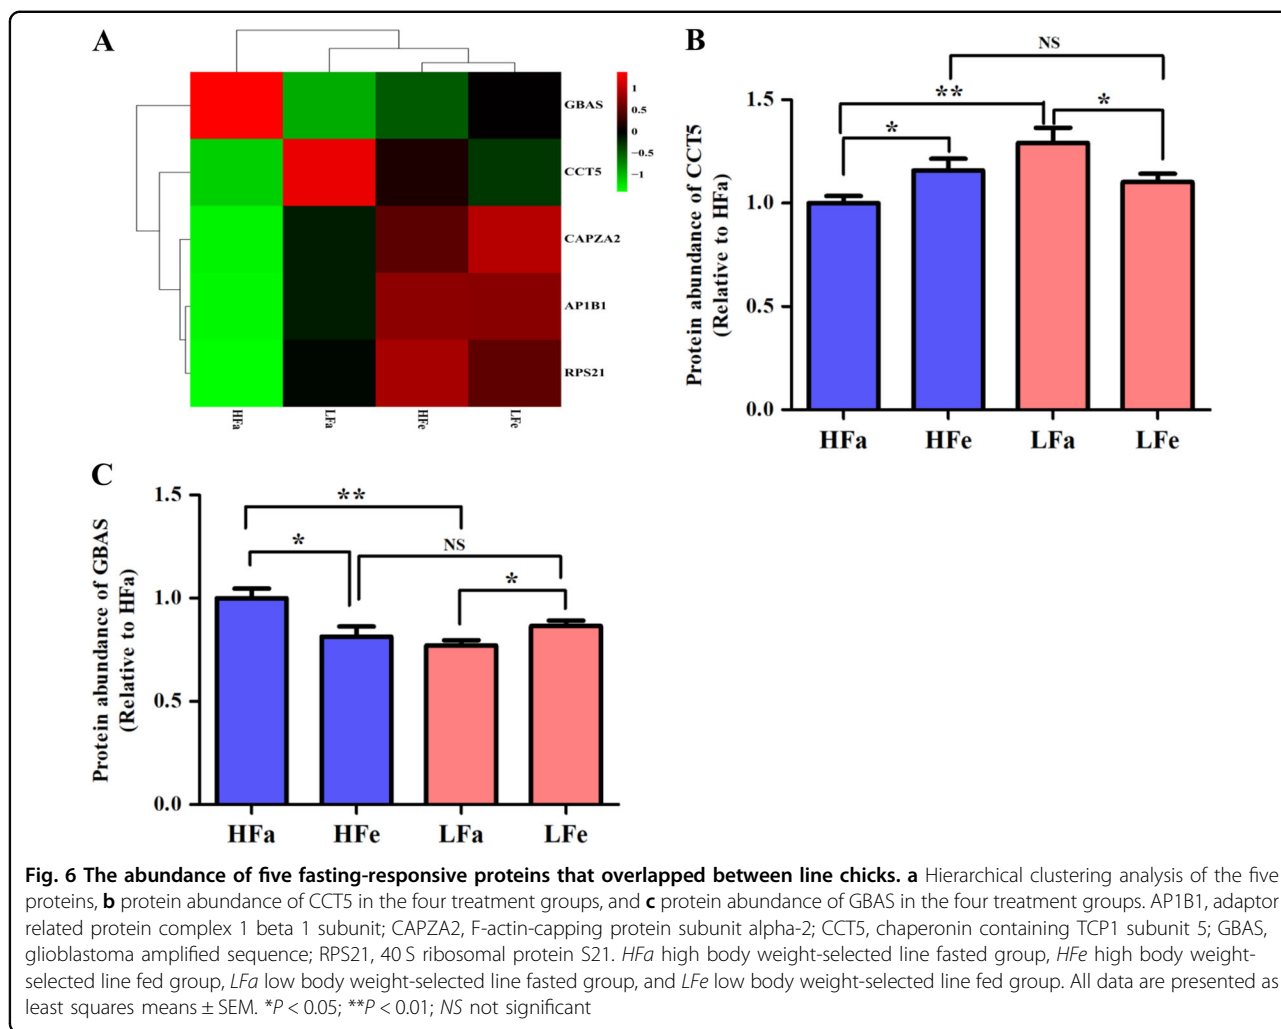 A
GBAS
CCT5
CAPZA2
AP1B1
RPS21
1
0.5
0
−0.5
−1
HFa
LFa
HFe
LFe
B
Protein abundance of CCT5
(Relative to HFa)
1.5
1.0
0.5
0.0
NS
**
*
*
HFa HFe LFa LFe
C
Protein abundance of GBAS
(Relative to HFa)
1.5
1.0
0.5
0.0
**
*
NS
*
HFa HFe LFa LFe
Fig. 6 The abundance of five fasting-responsive proteins that overlapped between line chicks. a Hierarchical clustering analysis of the five
proteins, b protein abundance of CCT5 in the four treatment groups, and c protein abundance of GBAS in the four treatment groups. AP1B1, adaptor
related protein complex 1 beta 1 subunit; CAPZA2, F-actin-capping protein subunit alpha-2; CCT5, chaperonin containing TCP1 subunit 5; GBAS,
glioblastoma amplified sequence; RPS21, 40 S ribosomal protein S21. HFa high body weight-selected line fasted group, HFe high body weight-
selected line fed group, LFa low body weight-selected line fasted group, and LFe low body weight-selected line fed group. All data are presented as
least squares means ± SEM. *P < 0.05; **P < 0.01; NS not significant